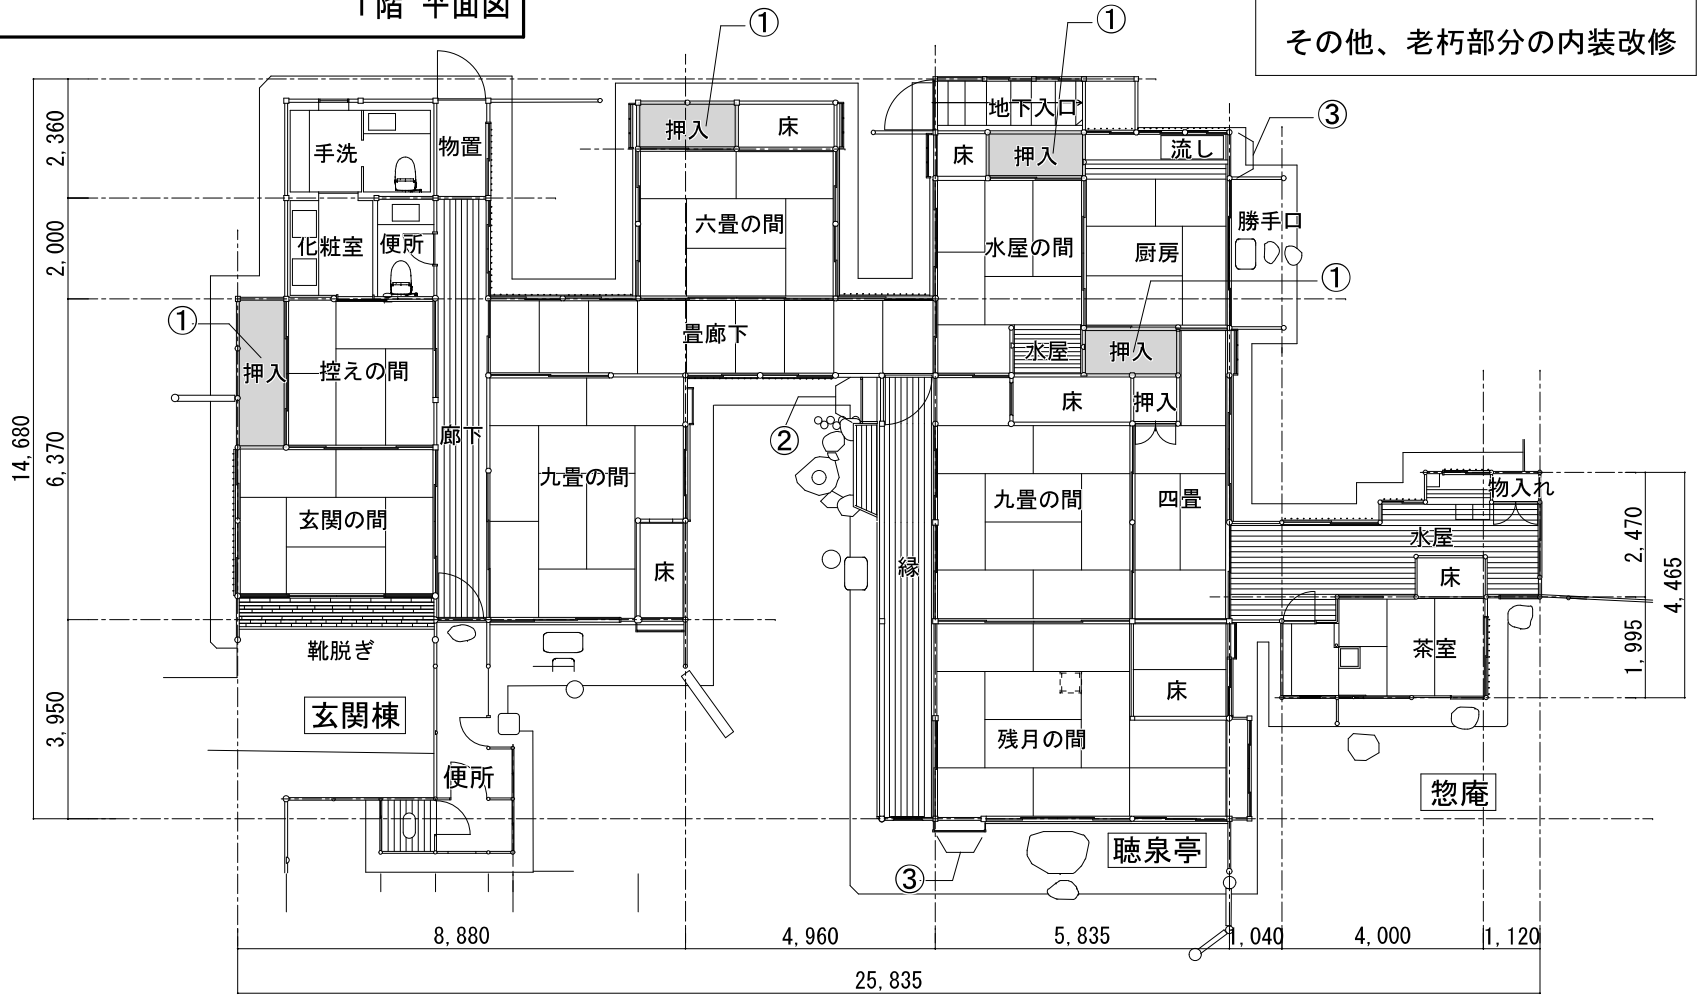 1階 平面図
その他、老朽部分の内装改修
①
①
③
地下入口
押入
床
床
押入
流し
手洗
物置
2,360
六畳の間
水屋の間
厨房
勝手口
化粧室
便所
2,000
①
①
畳廊下
水屋
押入
押入
控えの間
床
押入
②
14,680
6,370
廊下
九畳の間
九畳の間
四畳
物入れ
玄関の間
水屋
2,470
縁
床
床
4,465
靴脱ぎ
茶室
1,995
床
玄関棟
残月の間
3,950
便所
惣庵
聴泉亭
③
8,880
4,960
5,835
1,040
4,000
1,120
25,835